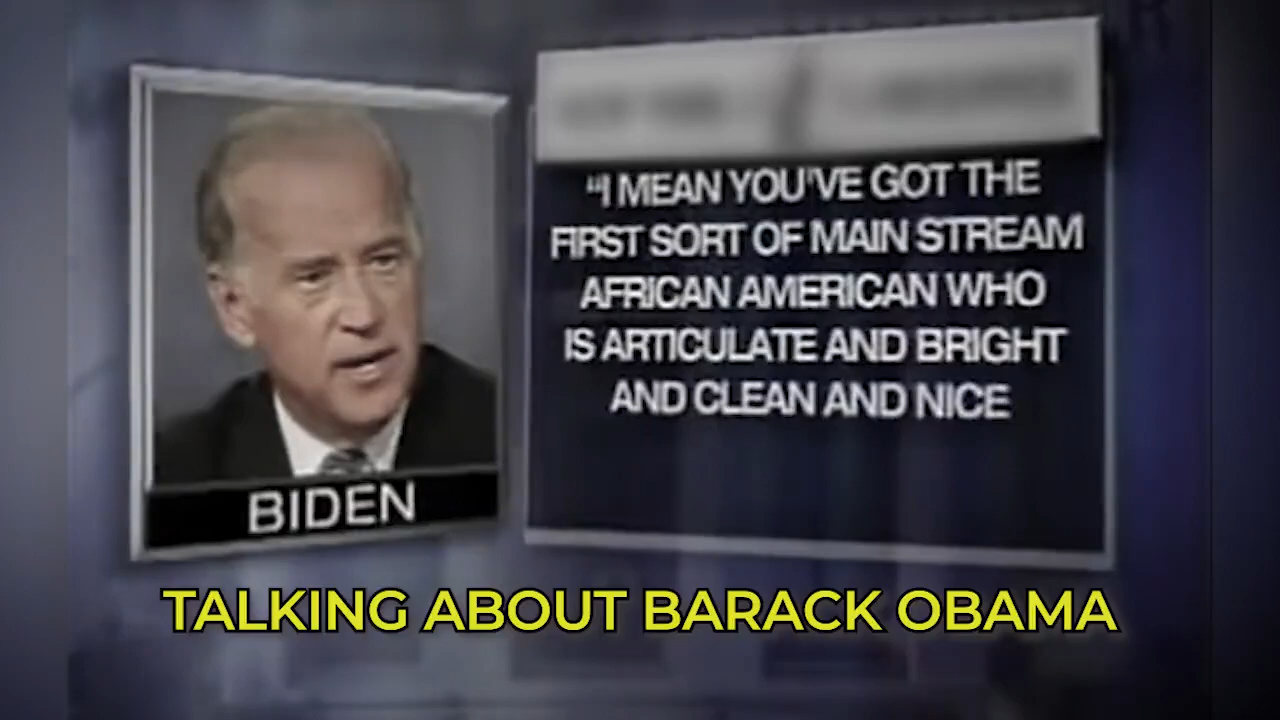 "I MEAN YOU'VE GOT THE
FIRST SORT OF MAIN STREAM
AFRICAN AMERICAN WHO
IS ARTICULATE AND BRIGHT
AND CLEAN AND NICE
BIDEN
TALKING ABOUT BARACK OBAMA